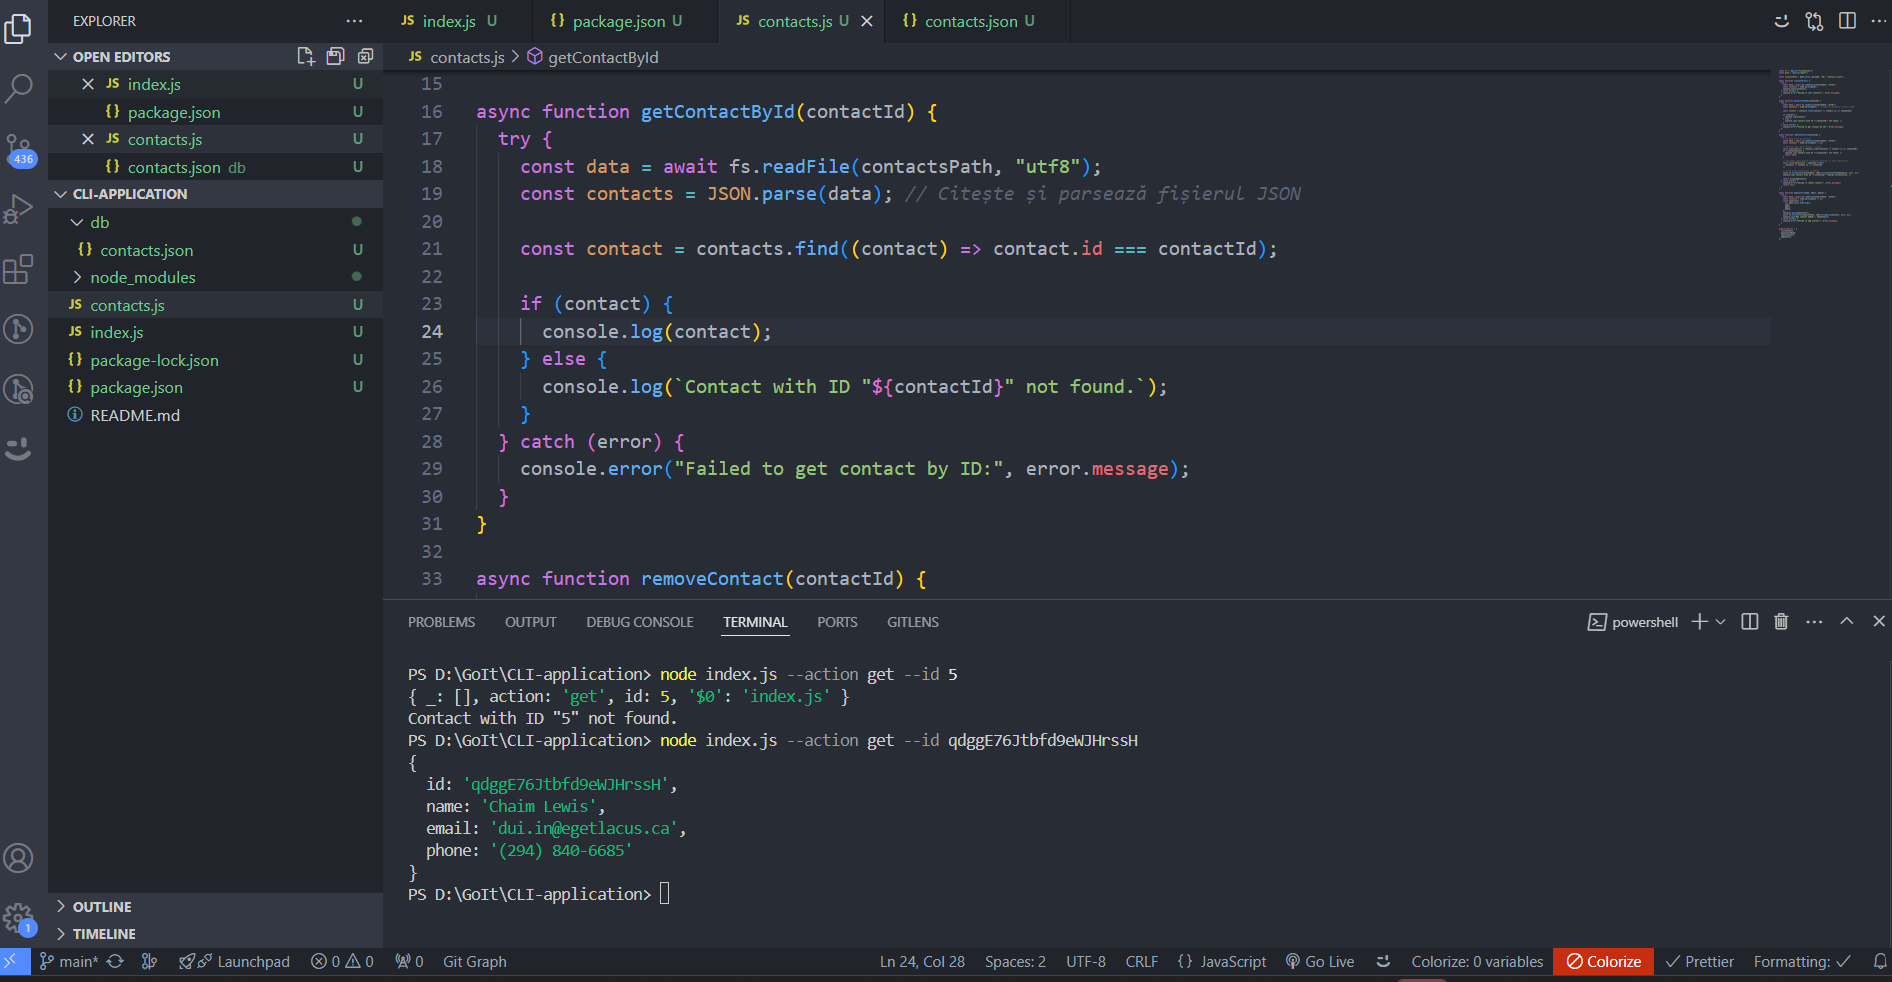 EXPLORER
OPEN EDITORS
JS index.js U
{} package.json U
JS contacts.js U
{} contacts.json db U
CLI-APPLICATION
db
{} contacts.json U
node_modules
JS contacts.js U
JS index.js U
{} package-lock.json U
{} package.json U
README.md
OUTLINE
TIMELINE
436
1
JS index.js U {} package.json U JS contacts.js U {} contacts.json U
JS contacts.js > getContactById
15
16 async function getContactById(contactId) {
17 try {
18 const data = await fs.readFile(contactsPath, "utf8");
19 const contacts = JSON.parse(data); // Citește și parsează fișierul JSON
20
21 const contact = contacts.find((contact) => contact.id === contactId);
22
23 if (contact) {
24 console.log(contact);
25 } else {
26 console.log(`Contact with ID "${contactId}" not found.`);
27 }
28 } catch (error) {
29 console.error("Failed to get contact by ID:", error.message);
30 }
31 }
32
33 async function removeContact(contactId) {
PROBLEMS OUTPUT DEBUG CONSOLE TERMINAL PORTS GITLENS powershell
PS D:\GoIt\CLI-application> node index.js --action get --id 5
{ _: [], action: 'get', id: 5, '$0': 'index.js' }
Contact with ID "5" not found.
PS D:\GoIt\CLI-application> node index.js --action get --id qdggE76Jtbfd9eWJHrssH
{
id: 'qdggE76Jtbfd9eWJHrssH',
name: 'Chaim Lewis',
email: 'dui.in@egetlacus.ca',
phone: '(294) 840-6685'
}
PS D:\GoIt\CLI-application>
main* Launchpad 0 0 0 Git Graph Ln 24, Col 28 Spaces: 2 UTF-8 CRLF {} JavaScript Go Live Colorize: 0 variables Colorize Prettier Formatting: